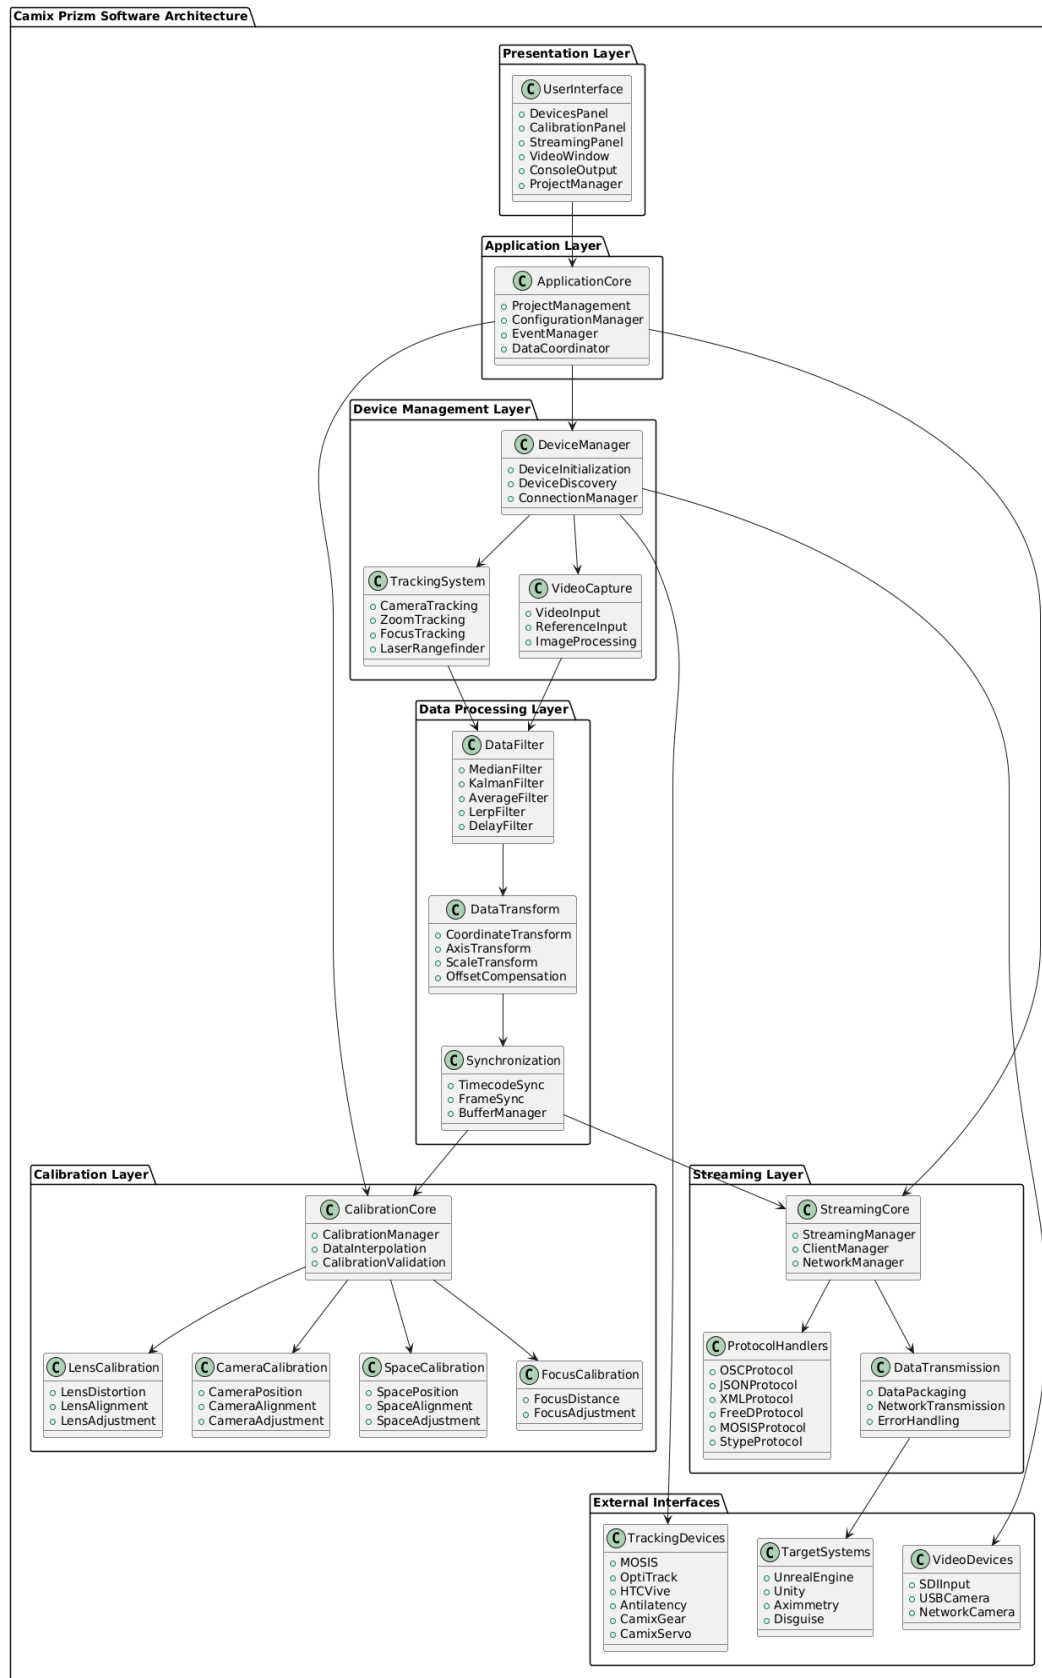 Camix Prizm Software Architecture
Presentation Layer
C UserInterface
DevicesPanel
CalibrationPanel
StreamingPanel
VideoWindow
ConsoleOutput
ProjectManager
Application Layer
C ApplicationCore
ProjectManagement
ConfigurationManager
EventManager
DataCoordinator
Device Management Layer
C DeviceManager
DeviceInitialization
DeviceDiscovery
ConnectionManager
C TrackingSystem
CameraTracking
ZoomTracking
FocusTracking
LaserRangefinder
C VideoCapture
VideoInput
ReferenceInput
ImageProcessing
Data Processing Layer
C DataFilter
MedianFilter
KalmanFilter
AverageFilter
LerpFilter
DelayFilter
C DataTransform
CoordinateTransform
AxisTransform
ScaleTransform
OffsetCompensation
C Synchronization
TimecodeSync
FrameSync
BufferManager
Calibration Layer
C CalibrationCore
CalibrationManager
DataInterpolation
CalibrationValidation
C LensCalibration
LensDistortion
LensAlignment
LensAdjustment
C CameraCalibration
CameraPosition
CameraAlignment
CameraAdjustment
C SpaceCalibration
SpacePosition
SpaceAlignment
SpaceAdjustment
C FocusCalibration
FocusDistance
FocusAdjustment
Streaming Layer
C StreamingCore
StreamingManager
ClientManager
NetworkManager
C ProtocolHandlers
OSCProtocol
JSONProtocol
XMLProtocol
FreeDProtocol
MOSISProtocol
StypeProtocol
C DataTransmission
DataPackaging
NetworkTransmission
ErrorHandling
External Interfaces
C TrackingDevices
MOSIS
OptiTrack
HTCVive
Antilatency
CamixGear
CamixServo
C TargetSystems
UnrealEngine
Unity
Aximmetry
Disguise
C VideoDevices
SDIInput
USBCamera
NetworkCamera